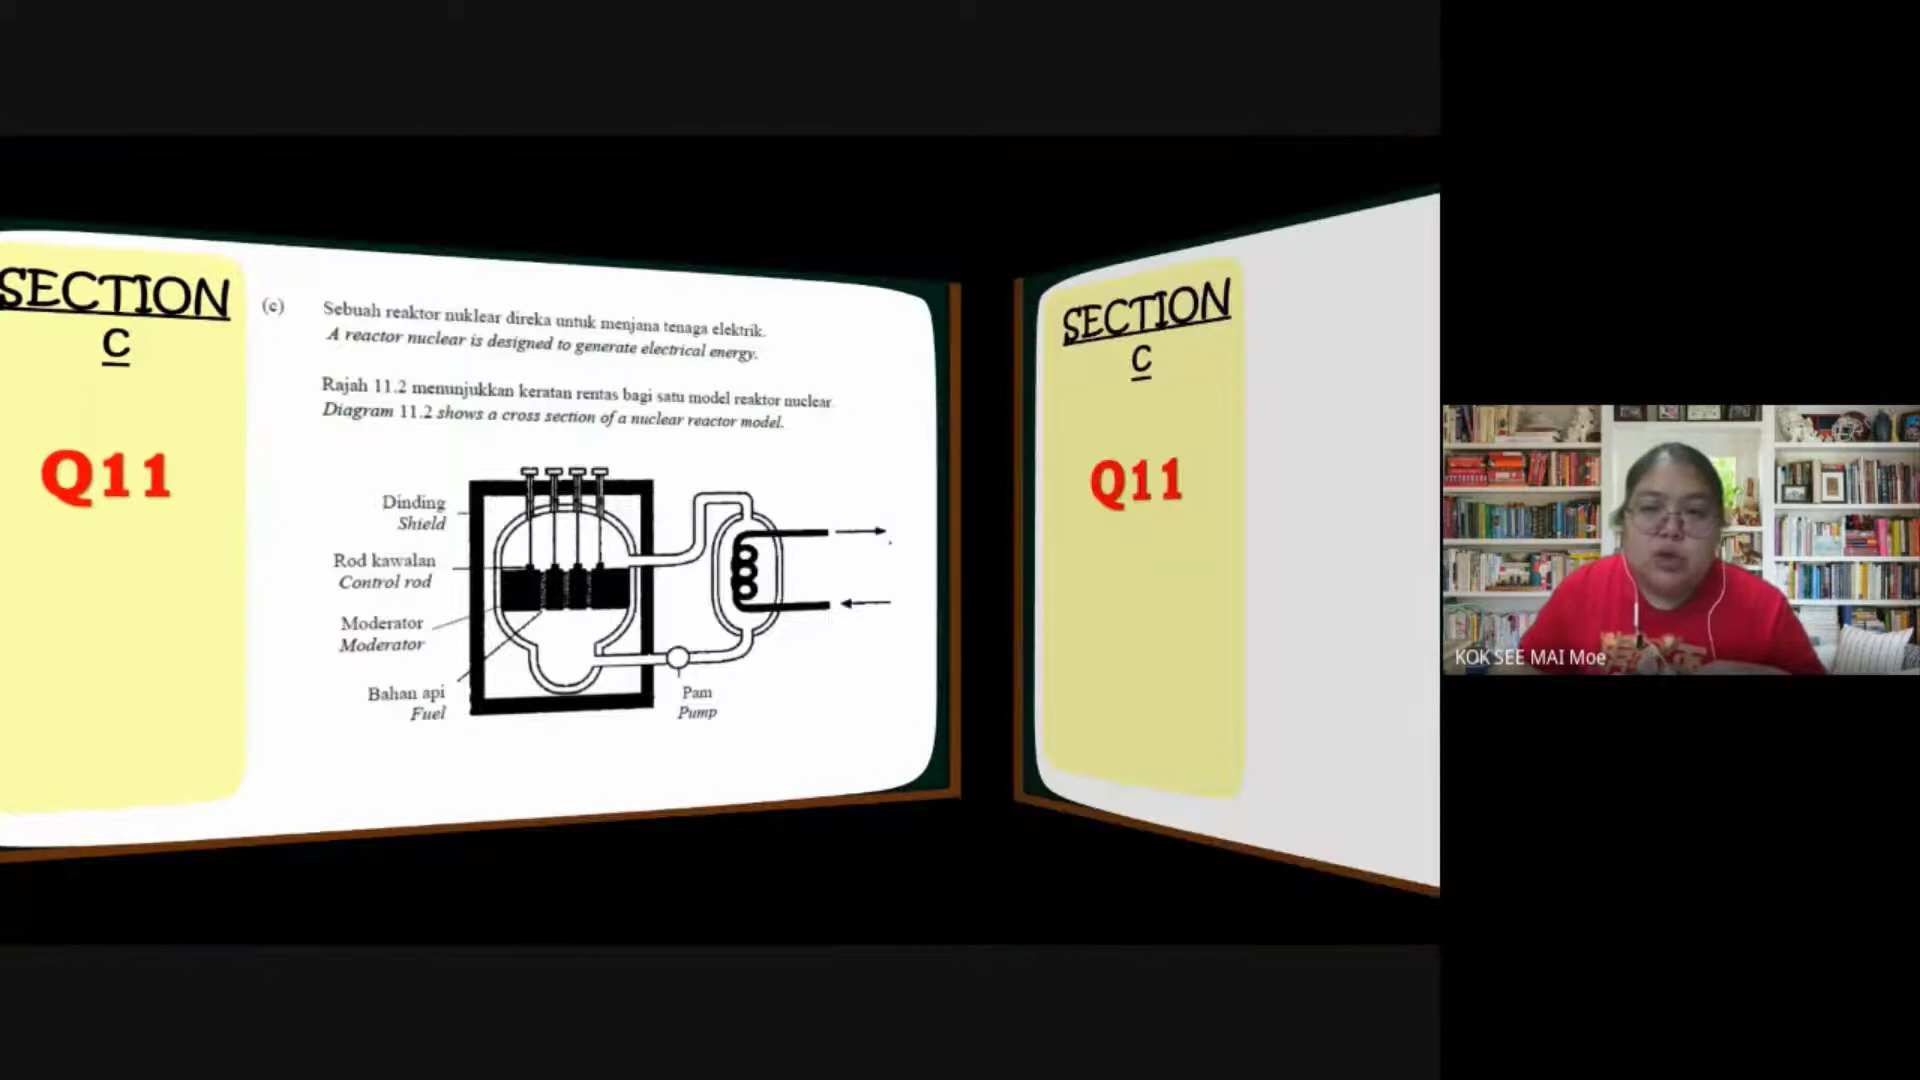 SECTION
C
Q11
(c)
Sebuah reaktor nuklear direka untuk menjana tenaga elektrik.
A reactor nuclear is designed to generate electrical energy.
Rajah 11.2 menunjukkan keratan rentas bagi satu model reaktor nuclear
Diagram 11.2 shows a cross section of a nuclear reactor model.
Dinding
Shield
Rod kawalan
Control rod
Moderator
Moderator
Bahan api
Fuel
Pam
Pump
SECTION
C
Q11
KOK SEE MAI Moe